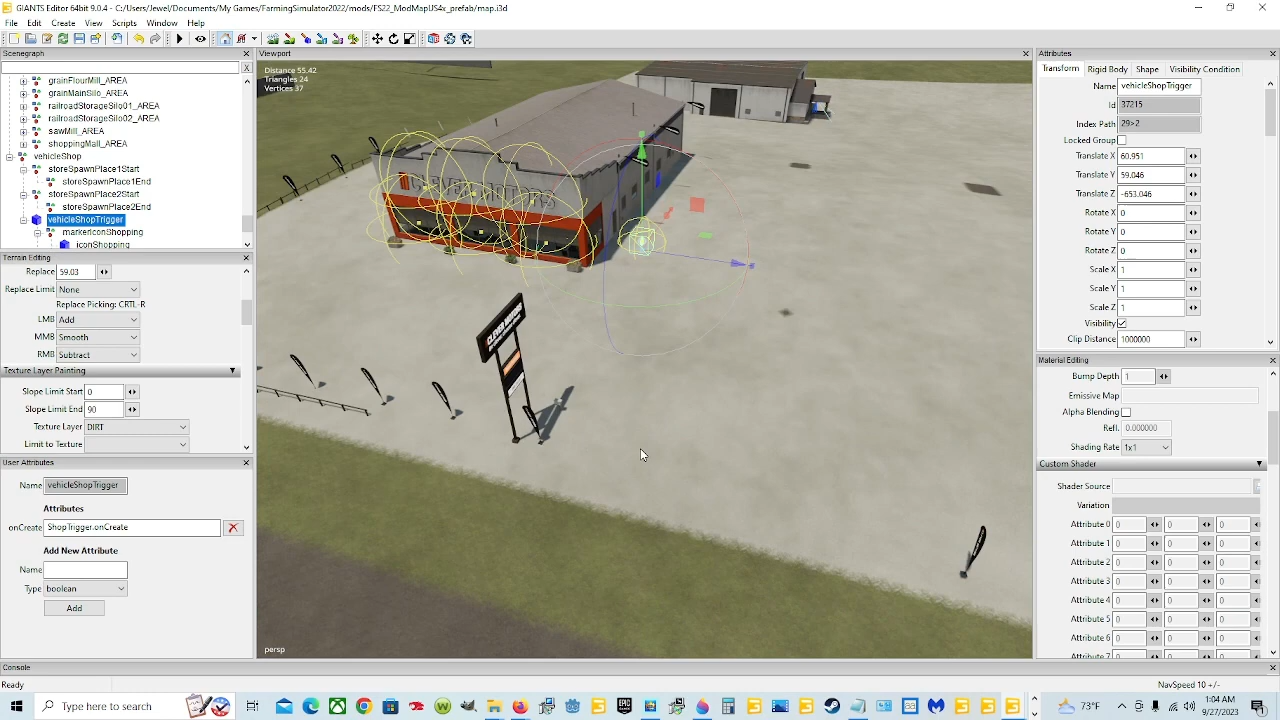 GIANTS Editor 64bit 9.0.4 - C:/Users/Jewel/Documents/My Games/FarmingSimulator2022/mods/FS22_ModMapUS4x_prefab/map.i3d
File Edit Create View Scripts Window Help
Scenegraph
X
grainFlourMill_AREA
grainMainSilo_AREA
railroadStorageSilo01_AREA
railroadStorageSilo02_AREA
sawMill_AREA
shoppingMall_AREA
vehicleShop
storeSpawnPlace1Start
storeSpawnPlace1End
storeSpawnPlace2Start
storeSpawnPlace2End
vehicleShopTrigger
markerIconShopping
iconShopping
Terrain Editing
Replace 59.03
Replace Limit None
Replace Picking: CRTL-R
LMB Add
MMB Smooth
RMB Subtract
Texture Layer Painting
Slope Limit Start 0
Slope Limit End 90
Texture Layer DIRT
Limit to Texture
User Attributes
Name vehicleShopTrigger
Attributes
onCreate ShopTrigger.onCreate
Add New Attribute
Name
Type boolean
Add
Viewport
Distance 55.42
Triangles 24
Vertices 37
CLEVER MOTORS
CLEVER MOTORS
persp
Attributes
Transform Rigid Body Shape Visibility Condition
Name vehicleShopTrigger
Id 37215
Index Path 29>2
Locked Group
Translate X 60.951
Translate Y 59.046
Translate Z -653.046
Rotate X 0
Rotate Y 0
Rotate Z 0
Scale X 1
Scale Y 1
Scale Z 1
Visibility
Clip Distance 1000000
Material Editing
Bump Depth 1
Emissive Map
Alpha Blending
Refl. 0.000000
Shading Rate 1x1
Custom Shader
Shader Source
Variation
Attribute 0 0 0 0
Attribute 1 0 0 0
Attribute 2 0 0 0
Attribute 3 0 0 0
Attribute 4 0 0 0
Attribute 5 0 0 0
Attribute 6 0 0 0
Attribute 7 0 0 0
Console
Ready
NavSpeed 10 +/-
Type here to search
EPIC
73°F
1:04 AM
9/27/2023